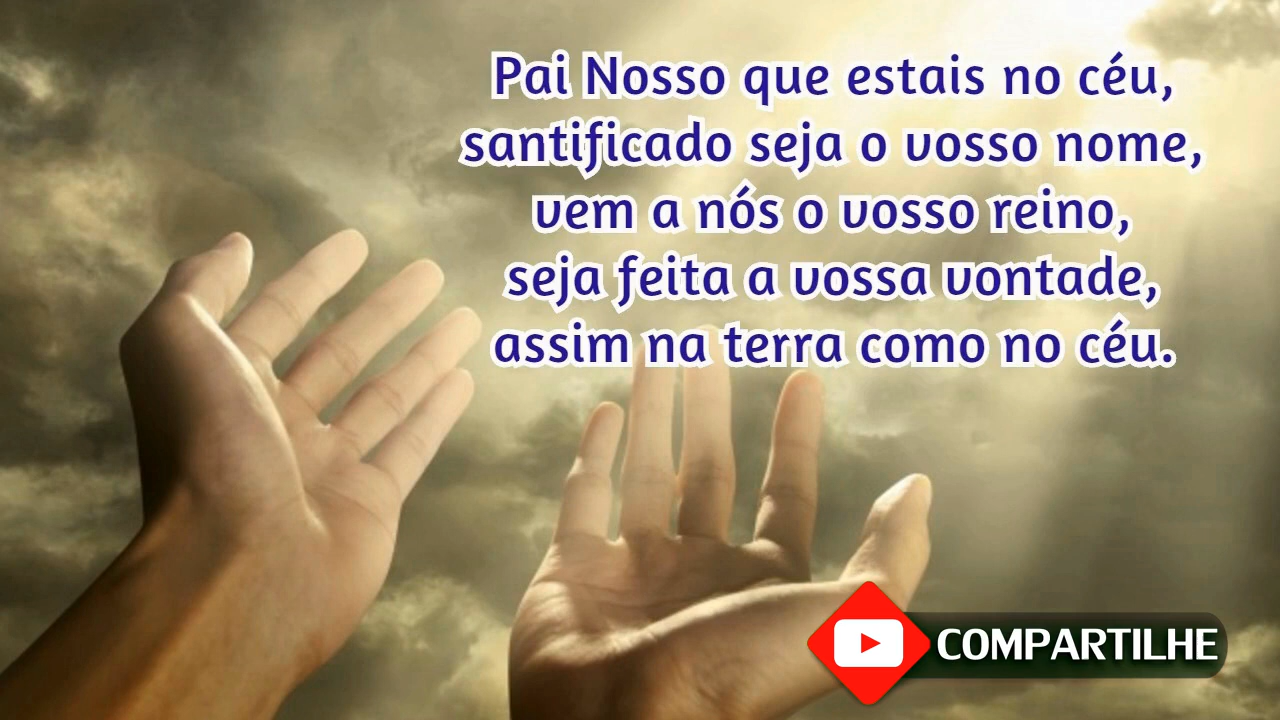 Pai Nosso que estais no céu,
santificado seja o vosso nome,
vem a nós o vosso reino,
seja feita a vossa vontade,
assim na terra como no céu.
COMPARTILHE